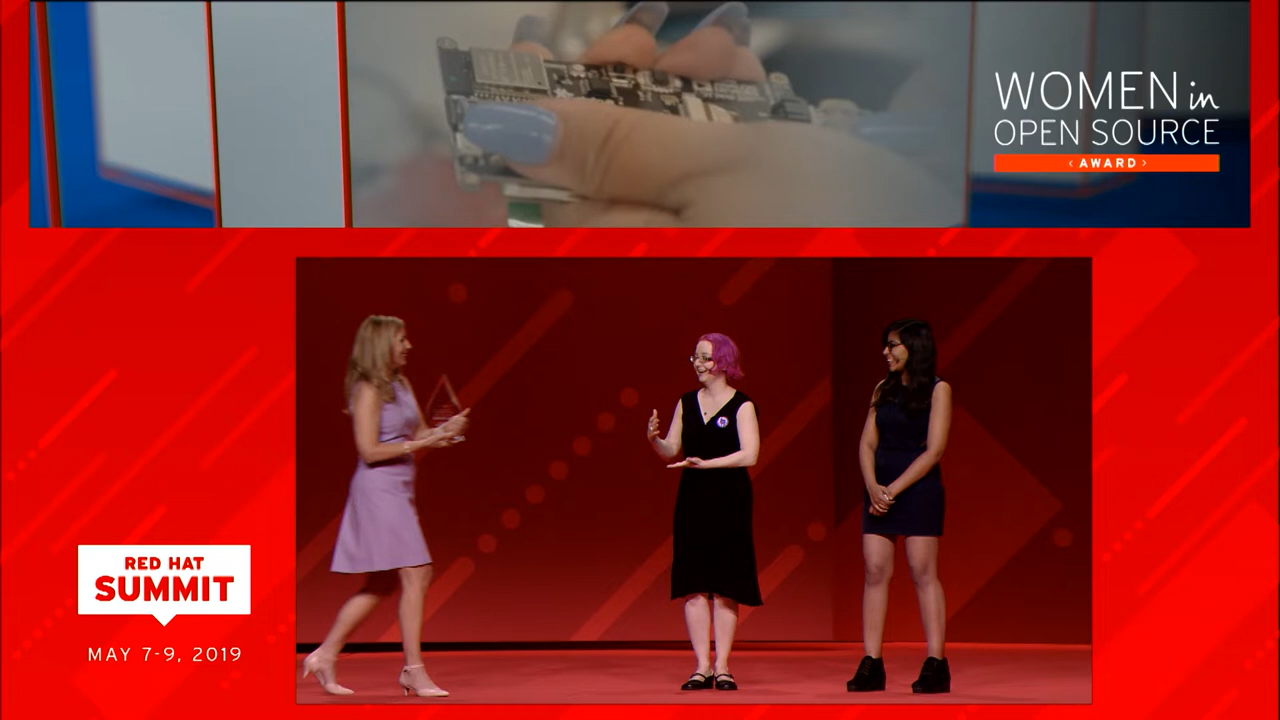 WOMEN in
OPEN SOURCE
‹ AWARD ›
RED HAT
SUMMIT
MAY 7-9, 2019